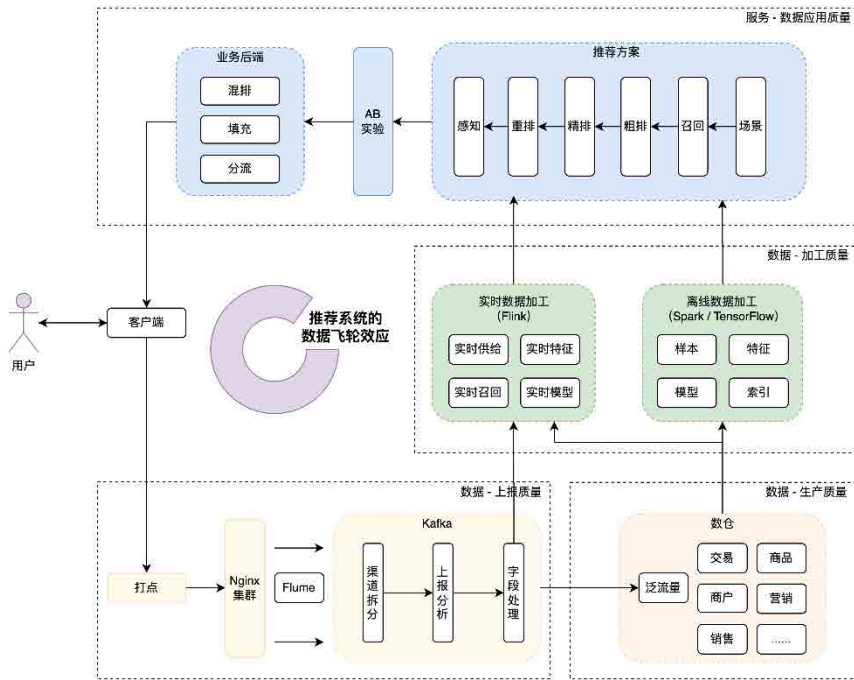 服务 - 数据应用质量
业务后端
混排
填充
分流
AB
实验
推荐方案
感知
重排
精排
粗排
召回
场景
数据 - 加工质量
实时数据加工
（Flink）
实时供给
实时特征
实时召回
实时模型
离线数据加工
（Spark / TensorFlow）
样本
特征
模型
索引
用户
客户端
推荐系统的
数据飞轮效应
数据 - 上报质量
打点
Nginx
集群
Flume
Kafka
渠道拆分
上报分析
字段处理
数据 - 生产质量
数仓
泛流量
交易
商品
商户
营销
销售
......